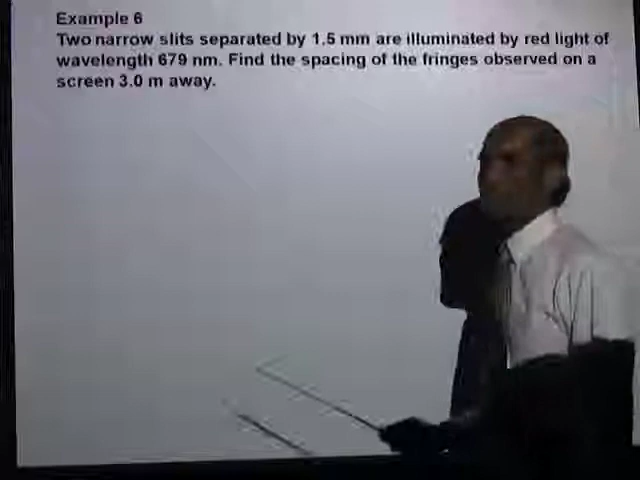 Example 6
Two narrow slits separated by 1.5 mm are illuminated by red light of
wavelength 679 nm. Find the spacing of the fringes observed on a
screen 3.0 m away.